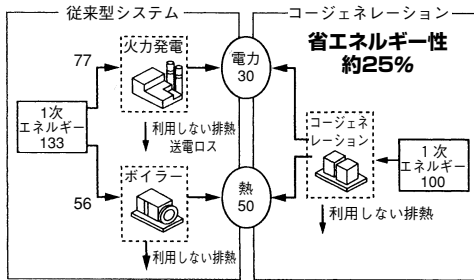 従来型システム
コージェネレーション
77
火力発電
電力
30
省エネルギー性
約25%
1次
エネルギー
133
利用しない排熱
送電ロス
コージェ
ネレーション
1次
エネルギー
100
56
ボイラー
熱
50
利用しない排熱
利用しない排熱